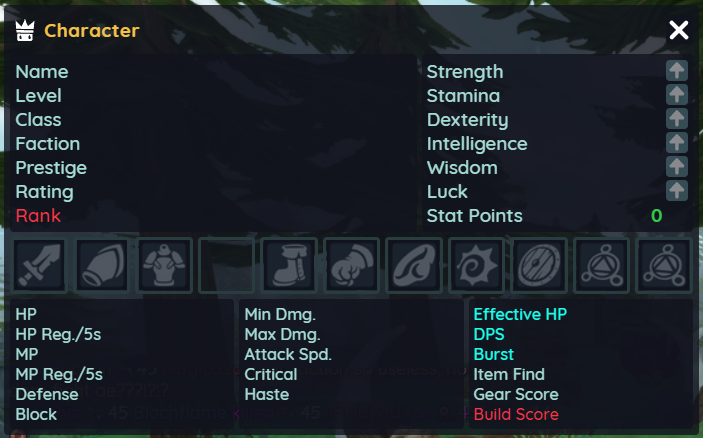 Character
Name
Level
Class
Faction
Prestige
Rating
Rank
Strength
Stamina
Dexterity
Intelligence
Wisdom
Luck
Stat Points 0
HP
HP Reg./5s
MP
MP Reg./5s
Defense
Block
Min Dmg.
Max Dmg.
Attack Spd.
Critical
Haste
Effective HP
DPS
Burst
Item Find
Gear Score
Build Score